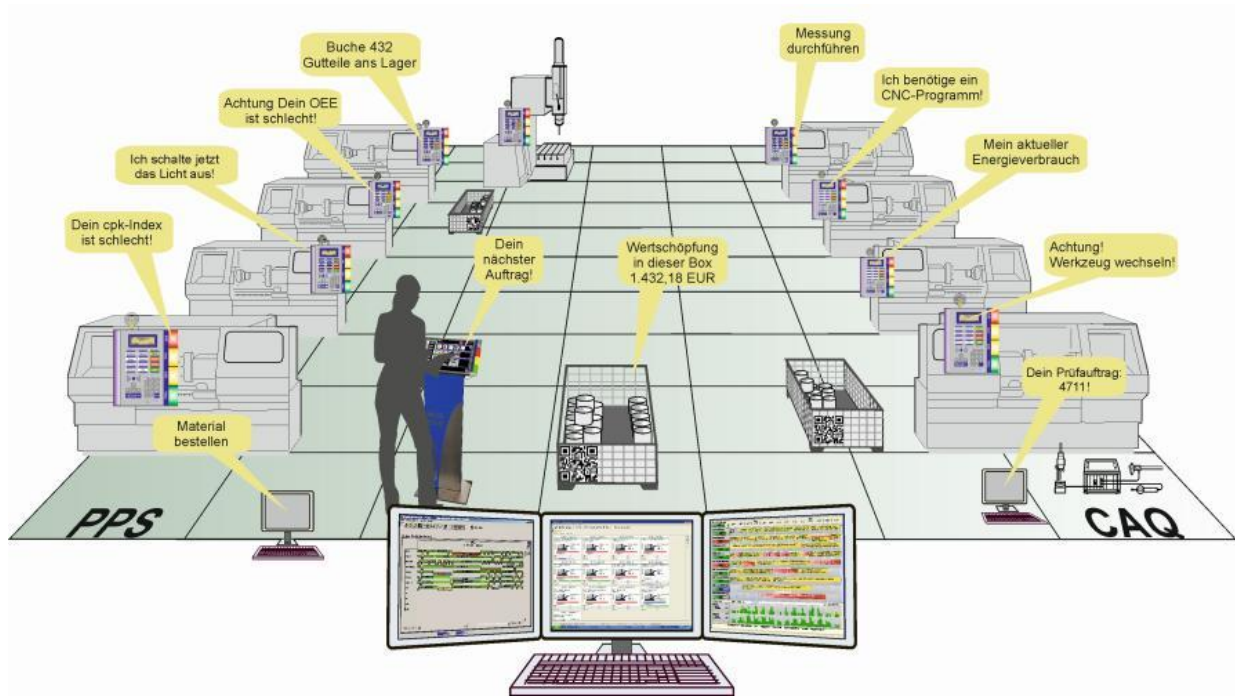 Buche 432
Gutteile ans Lager
Messung
durchführen
Achtung Dein OEE
ist schlecht!
Ich benötige ein
CNC-Programm!
Ich schalte jetzt
das Licht aus!
Mein aktueller
Energieverbrauch
Dein cpk-Index
ist schlecht!
Dein
nächster
Auftrag!
Wertschöpfung
in dieser Box
1.432,18 EUR
Achtung!
Werkzeug wechseln!
Dein Prüfauftrag:
4711!
Material
bestellen
PPS
CAQ